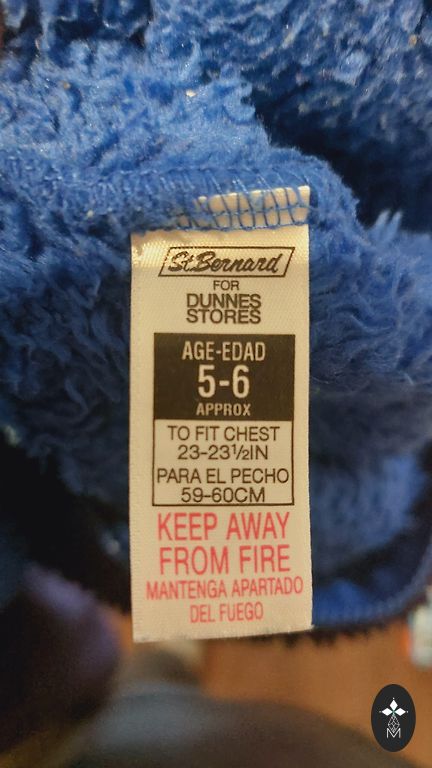 St.Bernard
FOR
DUNNES
STORES
AGE-EDAD
5-6
APPROX
TO FIT CHEST
23-23½IN
PARA EL PECHO
59-60CM
KEEP AWAY
FROM FIRE
MANTENGA APARTADO
DEL FUEGO
M